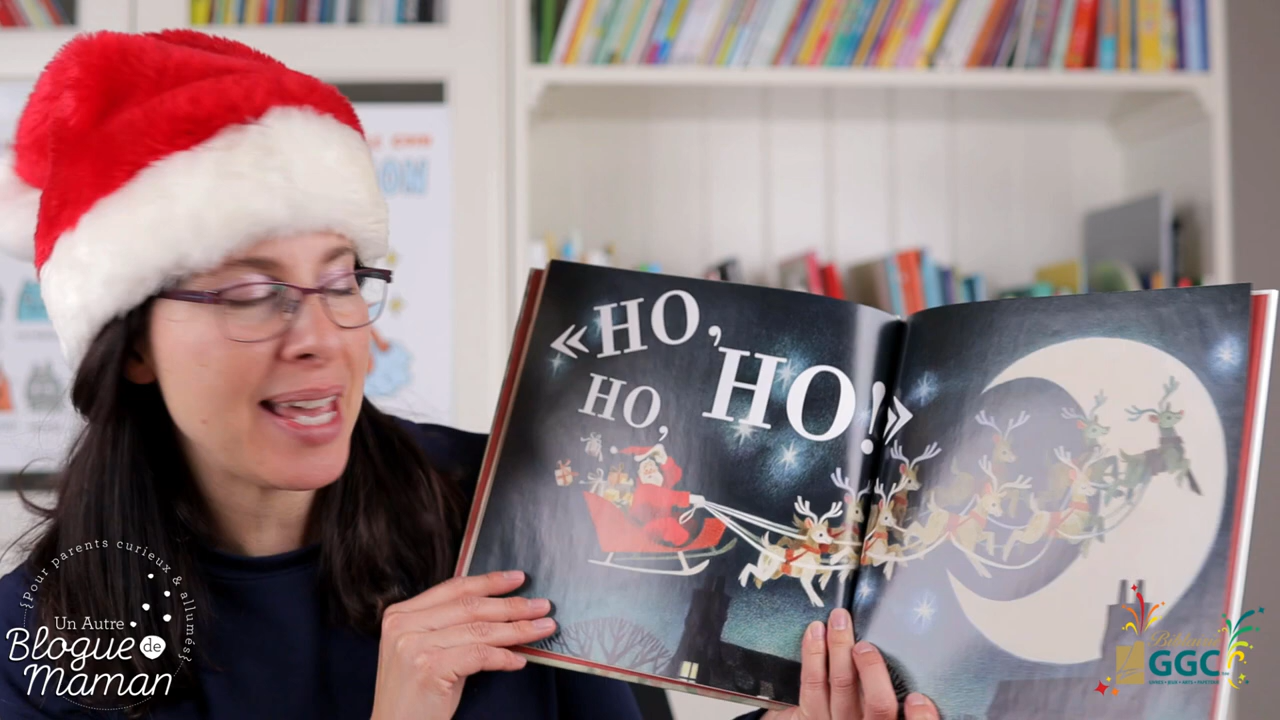 «HO,
HO,
HO!»
{Pour parents curieux & allumés}
Un Autre
Blogue de
Maman
GGC